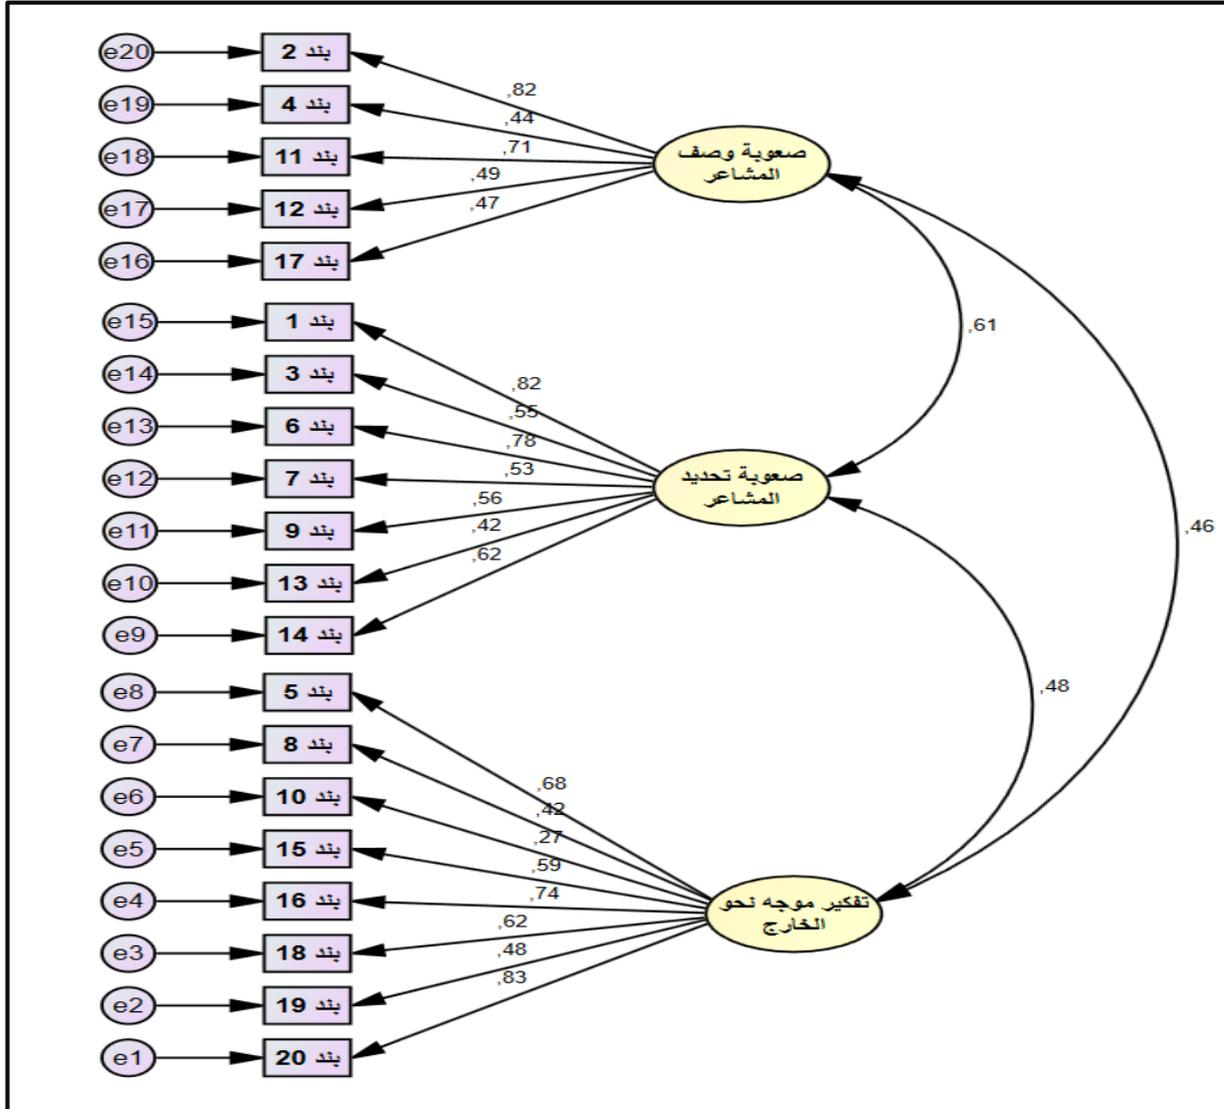 e20
بند 2
,82
e19
بند 4
,44
e18
بند 11
,71
e17
بند 12
,49
e16
بند 17
,47
صعوبة وصف
المشاعر
e15
بند 1
,82
e14
بند 3
,55
e13
بند 6
,78
e12
بند 7
,53
e11
بند 9
,56
e10
بند 13
,42
e9
بند 14
,62
صعوبة تحديد
المشاعر
,61
,46
,48
e8
بند 5
,68
e7
بند 8
,42
e6
بند 10
,27
e5
بند 15
,59
e4
بند 16
,74
e3
بند 18
,62
e2
بند 19
,48
e1
بند 20
,83
تفكير موجه نحو
الخارج